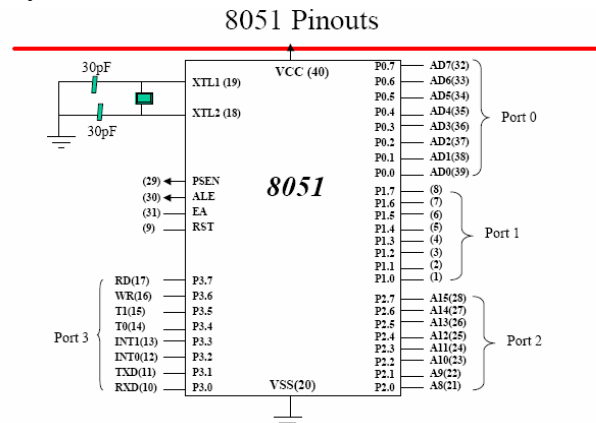 8051 Pinouts
30pF
30pF
XTL1 (19)
XTL2 (18)
VCC (40)
8051
(29) PSEN
(30) ALE
(31) EA
(9) RST
Port 3
RD(17) P3.7
WR(16) P3.6
T1(15) P3.5
T0(14) P3.4
INT1(13) P3.3
INT0(12) P3.2
TXD(11) P3.1
RXD(10) P3.0
VSS(20)
P0.7 AD7(32)
P0.6 AD6(33)
P0.5 AD5(34)
P0.4 AD4(35)
P0.3 AD3(36)
P0.2 AD2(37)
P0.1 AD1(38)
P0.0 AD0(39)
Port 0
P1.7 (8)
P1.6 (7)
P1.5 (6)
P1.4 (5)
P1.3 (4)
P1.2 (3)
P1.1 (2)
P1.0 (1)
Port 1
P2.7 A15(28)
P2.6 A14(27)
P2.5 A13(26)
P2.4 A12(25)
P2.3 A11(24)
P2.2 A10(23)
P2.1 A9(22)
P2.0 A8(21)
Port 2